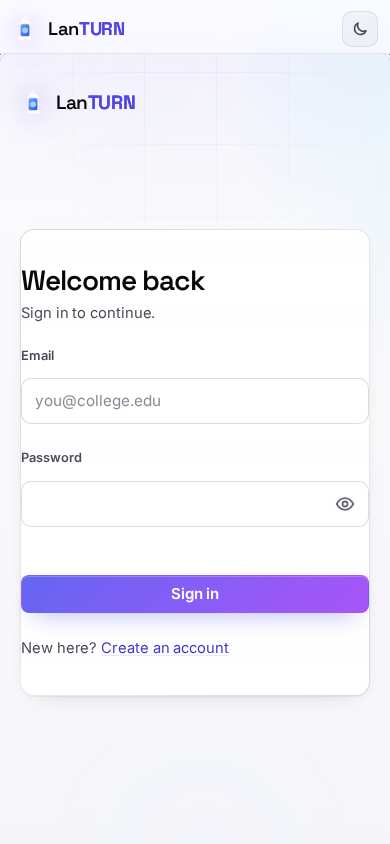 LanTURN
LanTURN
Welcome back
Sign in to continue.
Email
you@college.edu
Password
Sign in
New here? Create an account